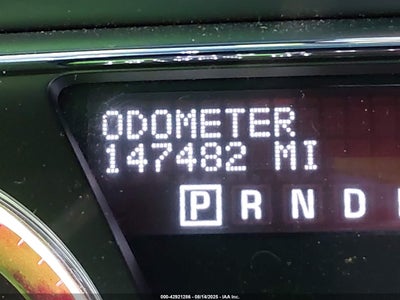 ODOMETER
147482 MI
P R N D
000-42921286 - 08/14/2025 - IAA Inc.